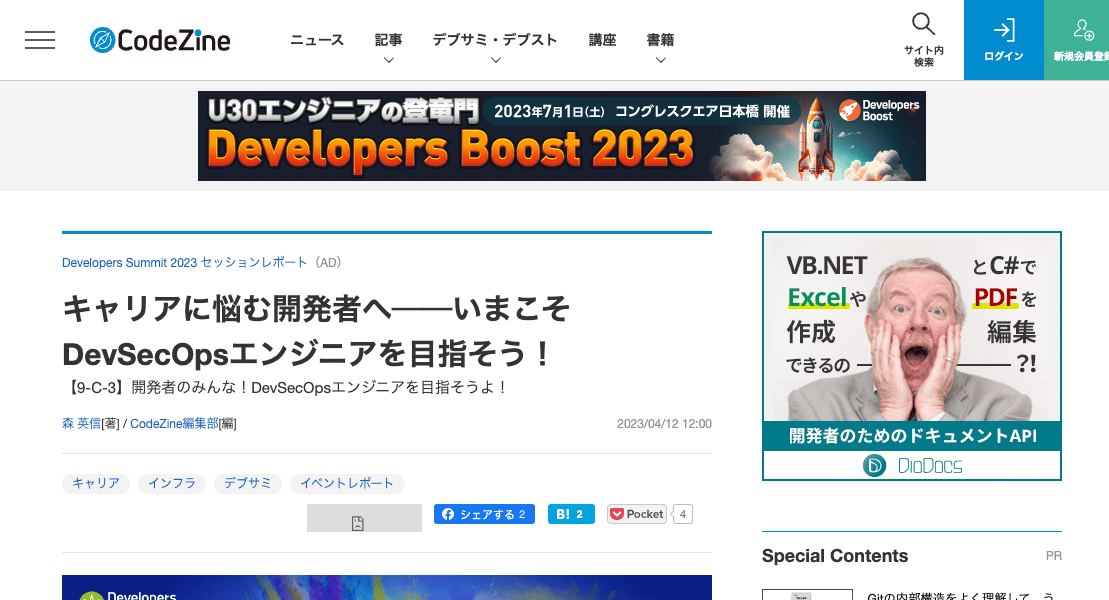 CodeZine
ニュース
記事
デブサミ・デブスト
講座
書籍
サイト内
検索
ログイン
新規会員登録
U30エンジニアの登竜門
2023年7月1日(土) コングレスクエア日本橋 開催
Developers Boost 2023
Developers
Boost
Developers Summit 2023 セッションレポート（AD）
キャリアに悩む開発者へ――いまこそ
DevSecOpsエンジニアを目指そう！
【9-C-3】開発者のみんな！DevSecOpsエンジニアを目指そうよ！
森 英信[著] / CodeZine編集部[編]
2023/04/12 12:00
キャリア
インフラ
デブサミ
イベントレポート
シェアする 2
B! 2
Pocket
4
Developers
VB.NET とC#で
Excelや PDFを
作成 編集
できるの ?!
開発者のためのドキュメントAPI
D DioDocs
Special Contents
PR
Gitの内部構造をよく理解して、う